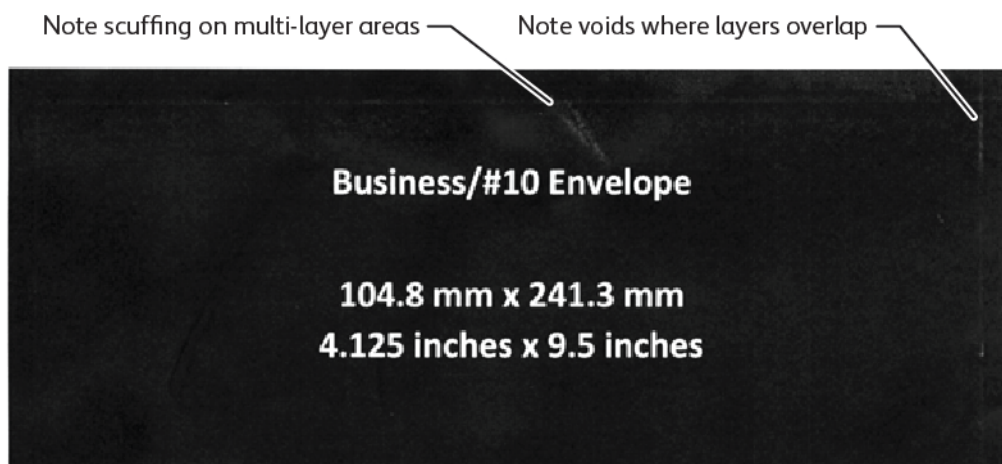 Note scuffing on multi-layer areas
Note voids where layers overlap
Business/#10 Envelope
104.8 mm x 241.3 mm
4.125 inches x 9.5 inches